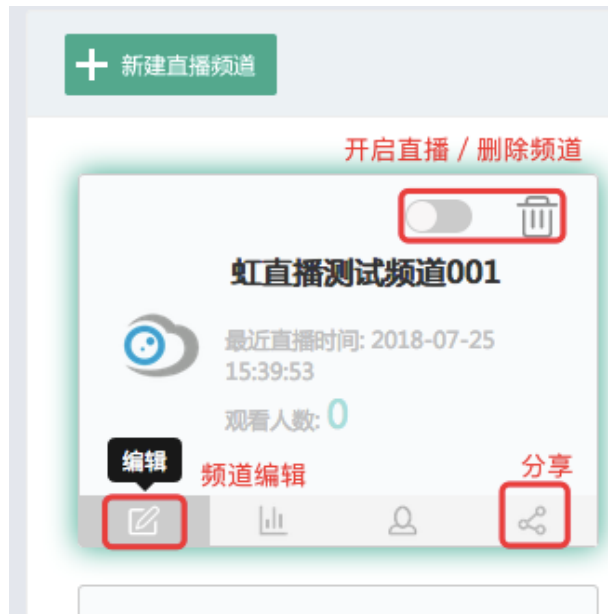 新建直播频道
开启直播 / 删除频道
虹直播测试频道001
最近直播时间: 2018-07-25
15:39:53
观看人数: 0
编辑
频道编辑
分享